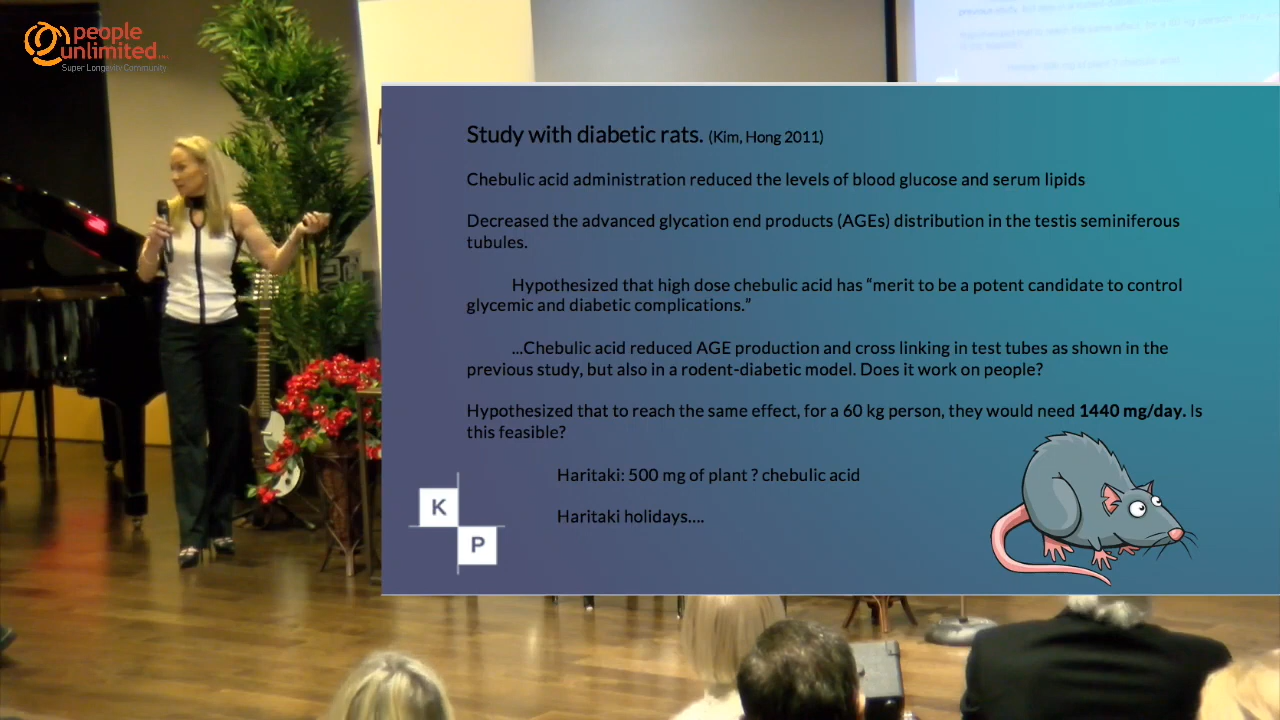 people
unlimited
Super Longevity Community
Study with diabetic rats. (Kim, Hong 2011)
Chebulic acid administration reduced the levels of blood glucose and serum lipids
Decreased the advanced glycation end products (AGEs) distribution in the testis seminiferous
tubules.
Hypothesized that high dose chebulic acid has “merit to be a potent candidate to control
glycemic and diabetic complications.”
...Chebulic acid reduced AGE production and cross linking in test tubes as shown in the
previous study, but also in a rodent-diabetic model. Does it work on people?
Hypothesized that to reach the same effect, for a 60 kg person, they would need 1440 mg/day. Is
this feasible?
Haritaki: 500 mg of plant ? chebulic acid
Haritaki holidays....
K
P